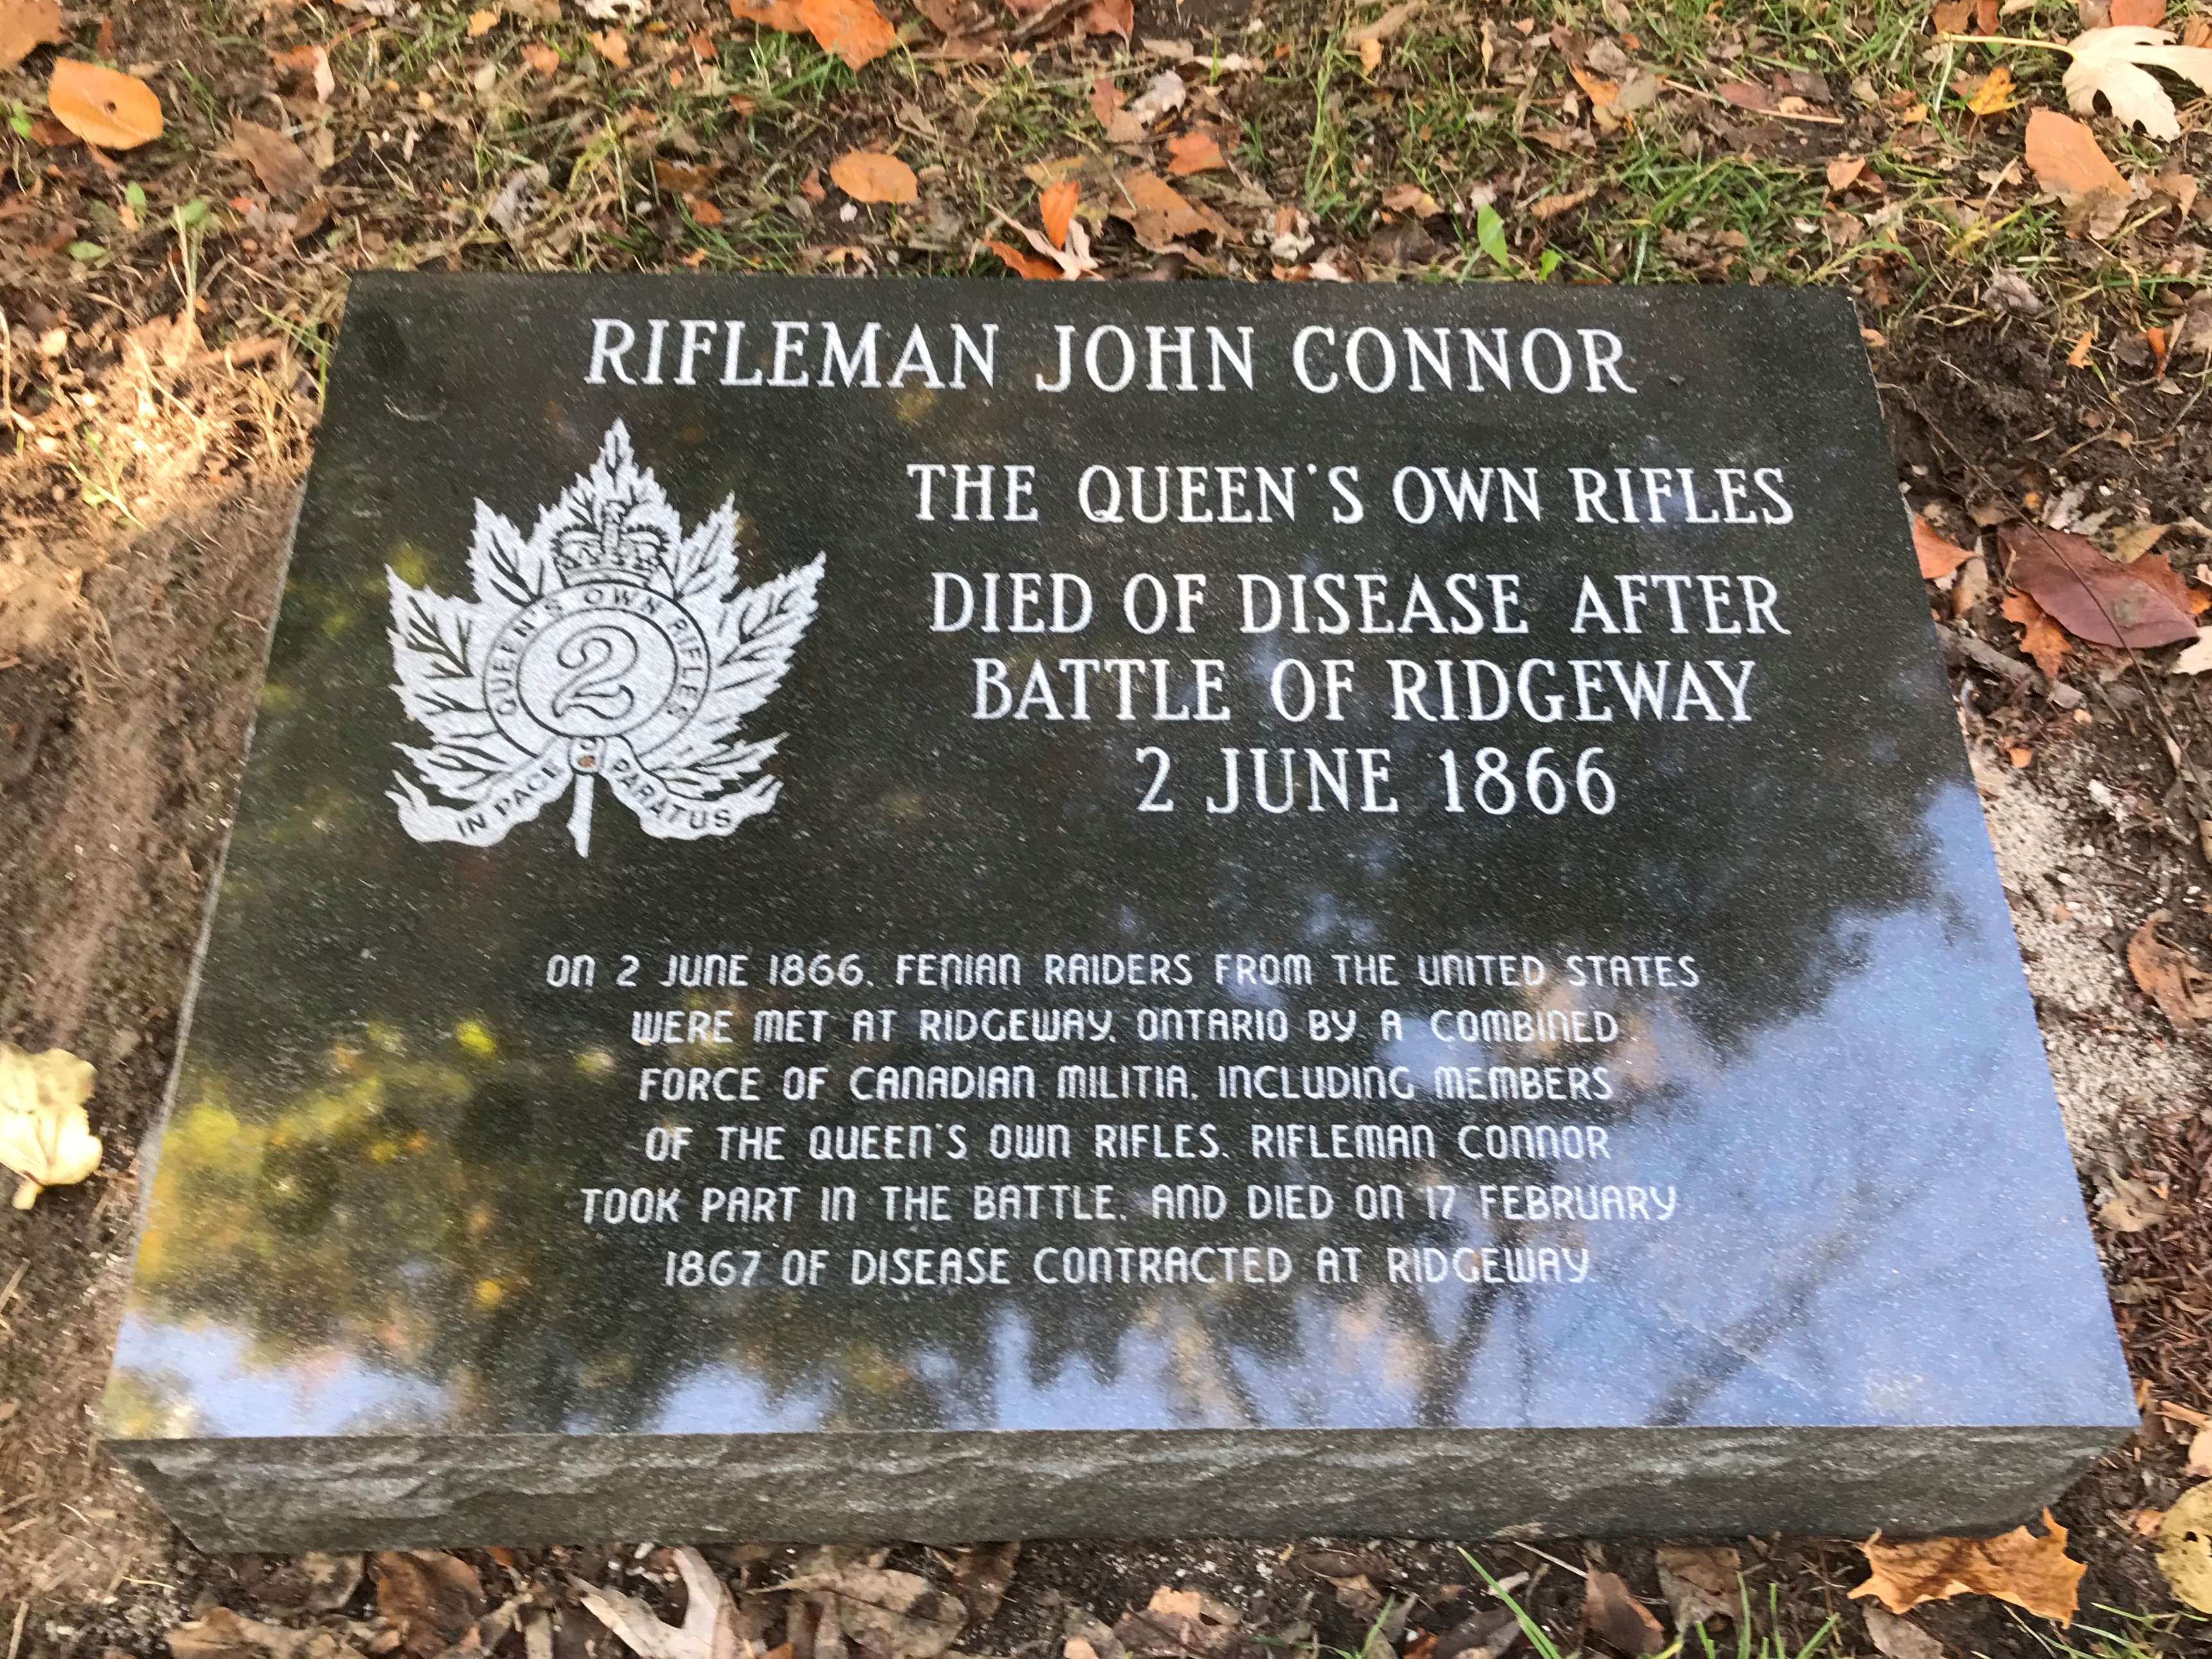 RIFLEMAN JOHN CONNOR
THE QUEEN'S OWN RIFLES
DIED OF DISEASE AFTER
BATTLE OF RIDGEWAY
2 JUNE 1866
QUEEN'S OWN RIFLES
2
IN PACE PARATUS
ON 2 JUNE 1866, FENIAN RAIDERS FROM THE UNITED STATES
WERE MET AT RIDGEWAY, ONTARIO BY A COMBINED
FORCE OF CANADIAN MILITIA, INCLUDING MEMBERS
OF THE QUEEN'S OWN RIFLES. RIFLEMAN CONNOR
TOOK PART IN THE BATTLE, AND DIED ON 17 FEBRUARY
1867 OF DISEASE CONTRACTED AT RIDGEWAY.